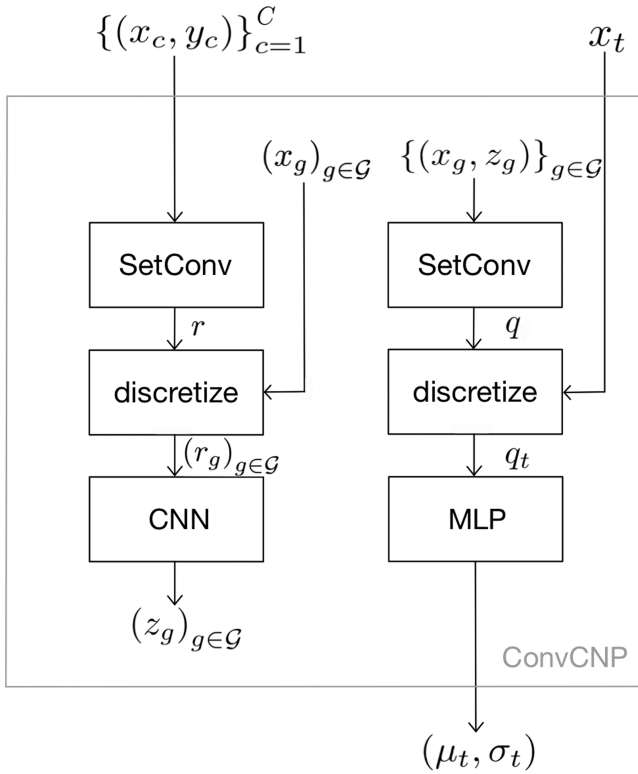 {(x_c, y_c)}_{c=1}^{C}
x_t
(x_g)_{g∈𝒢}
{(x_g, z_g)}_{g∈𝒢}
SetConv
SetConv
r
q
discretize
discretize
(r_g)_{g∈𝒢}
q_t
CNN
MLP
(z_g)_{g∈𝒢}
ConvCNP
(μ_t, σ_t)